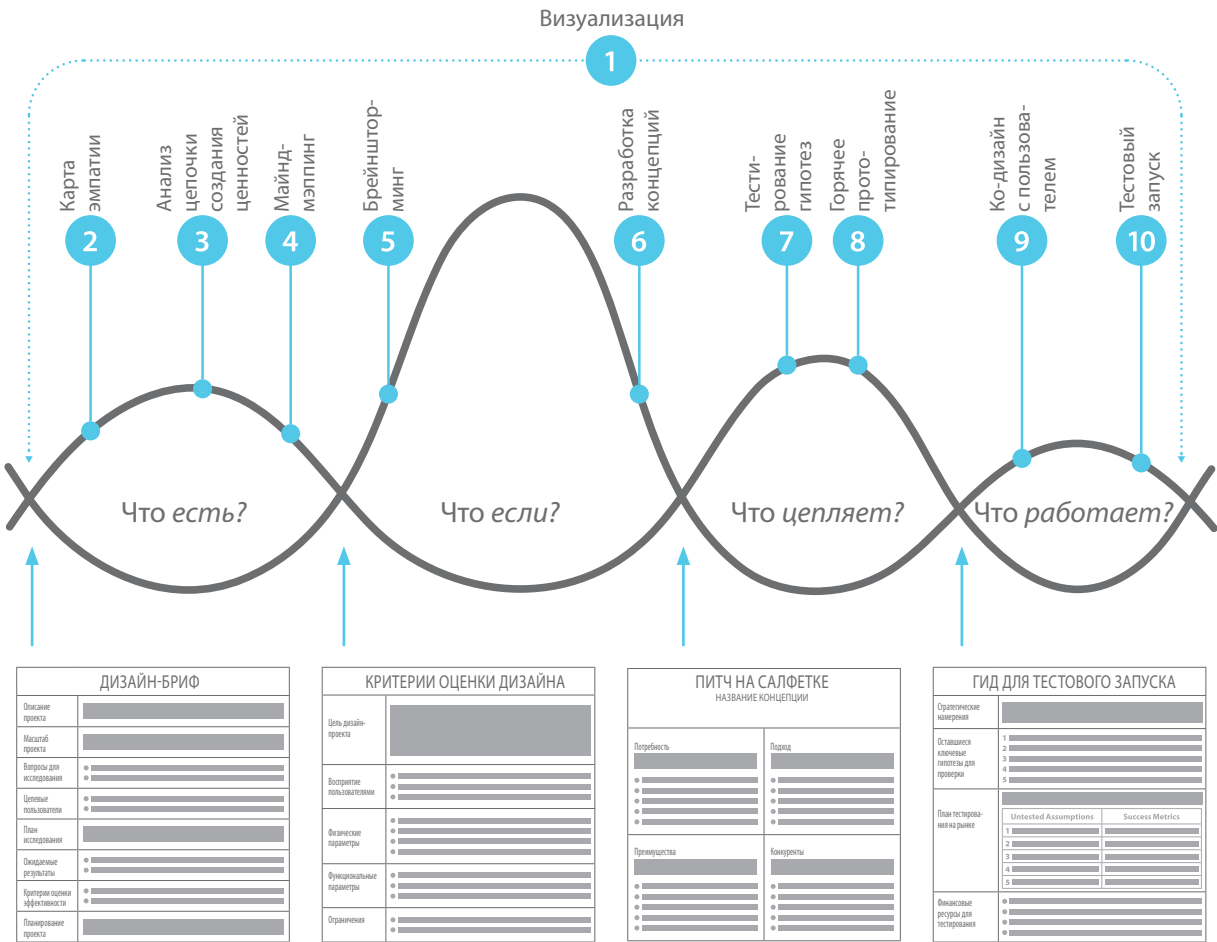 Визуализация
1
Карта
эмпатии
2
Анализ
цепочки
создания
ценностей
3
Майнд-
мэппинг
4
Брейнштор-
минг
5
Разработка
концепций
6
Тести-
рование
гипотез
7
Горячее
прото-
типирование
8
Ко-дизайн
с пользова-
телем
9
Тестовый
запуск
10
Что есть?
Что если?
Что цепляет?
Что работает?
ДИЗАЙН-БРИФ
Описание
проекта
Масштаб
проекта
Вопросы для
исследования
Целевые
пользователи
План
исследования
Ожидаемые
результаты
Критерии оценки
эффективности
Планирование
проекта
КРИТЕРИИ ОЦЕНКИ ДИЗАЙНА
Цель дизайн-
проекта
Восприятие
пользователями
Физические
параметры
Функциональные
параметры
Ограничения
ПИТЧ НА САЛФЕТКЕ
НАЗВАНИЕ КОНЦЕПЦИИ
Потребность
Подход
Преимущества
Конкуренты
ГИД ДЛЯ ТЕСТОВОГО ЗАПУСКА
Стратегические
намерения
Оставшиеся
ключевые
гипотезы для
проверки
1
2
3
4
5
План тестирова-
ния на рынке
Untested Assumptions
Success Metrics
1
2
3
4
5
Финансовые
ресурсы для
тестирования